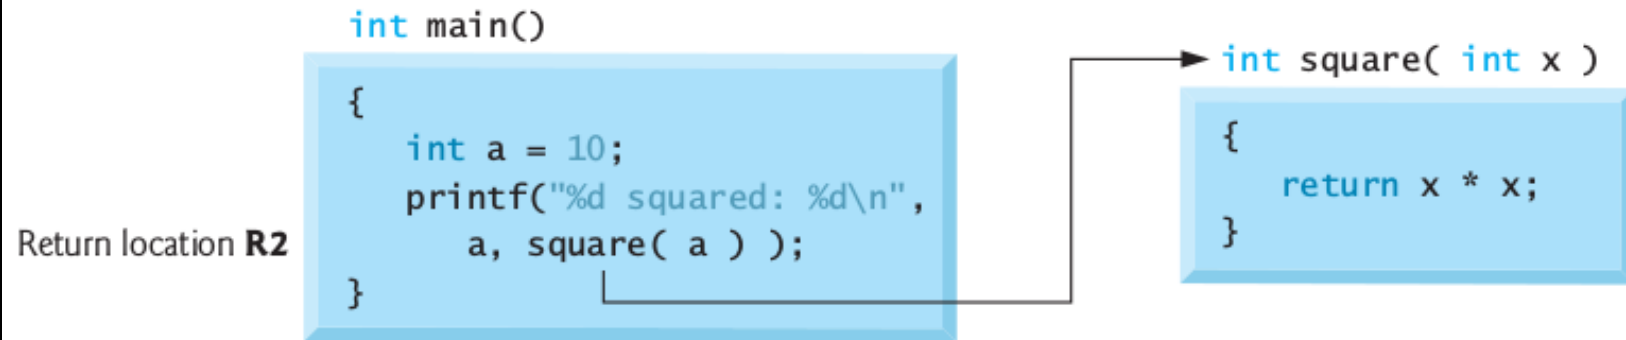 int main()
{
int a = 10;
printf("%d squared: %d\n",
Return location R2
a, square( a ) );
}
int square( int x )
{
return x * x;
}